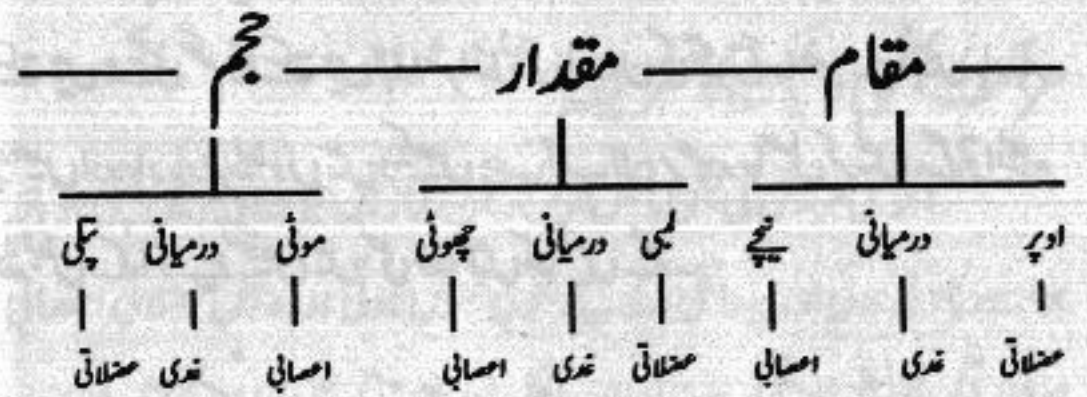 مقام مقدار حجم
اوپر درمیانی نیچے لمبی درمیانی چھوٹی موٹی درمیانی پتلی
عضلاتی غدی اعصابی عضلاتی غدی اعصابی اعصابی غدی عضلاتی